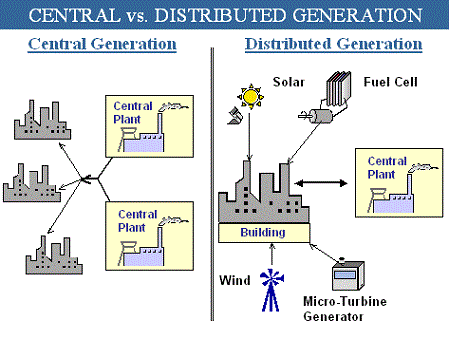 CENTRAL vs. DISTRIBUTED GENERATION
Central Generation
Central
Plant
Central
Plant
Distributed Generation
Solar
Fuel Cell
Central
Plant
Building
Wind
Micro-Turbine
Generator